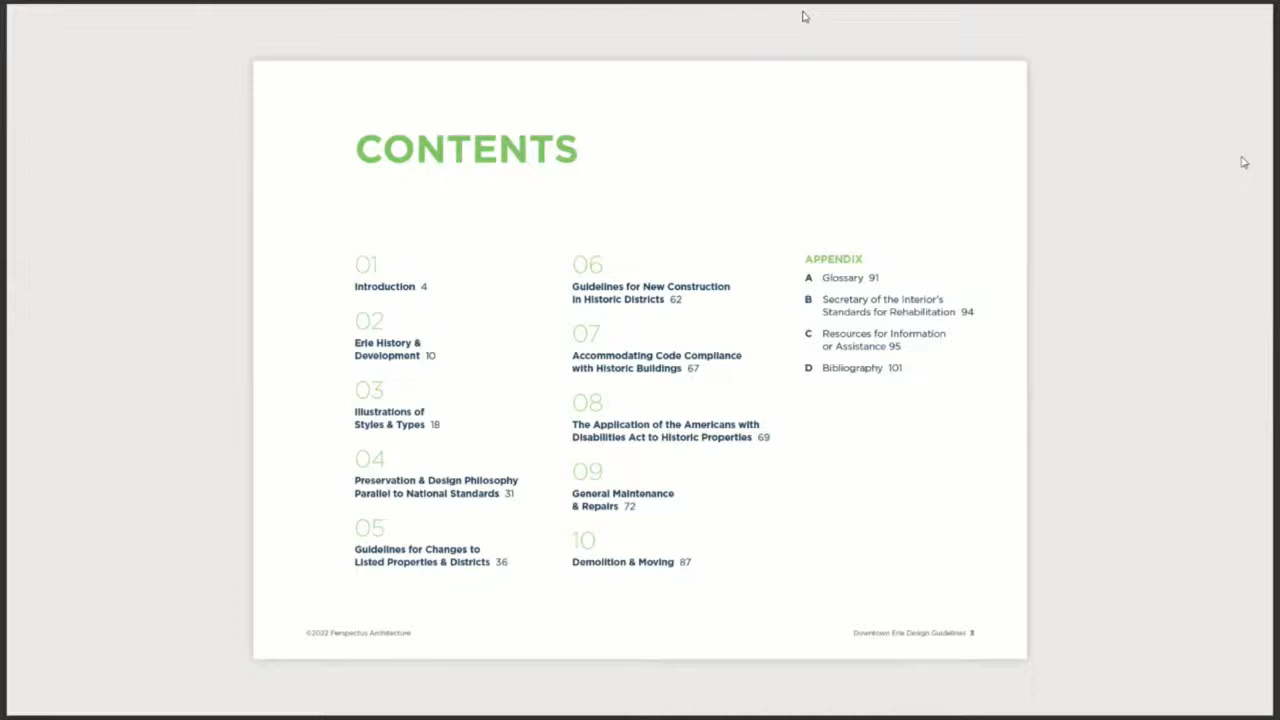 CONTENTS
01
Introduction 4
02
Erie History &
Development 10
03
Illustrations of
Styles & Types 18
04
Preservation & Design Philosophy
Parallel to National Standards 31
05
Guidelines for Changes to
Listed Properties & Districts 36
06
Guidelines for New Construction
in Historic Districts 62
07
Accommodating Code Compliance
with Historic Buildings 67
08
The Application of the Americans with
Disabilities Act to Historic Properties 69
09
General Maintenance
& Repairs 72
10
Demolition & Moving 87
APPENDIX
A Glossary 91
B Secretary of the Interior's
Standards for Rehabilitation 94
C Resources for Information
or Assistance 95
D Bibliography 101
©2022 Perspectus Architecture
Downtown Erie Design Guidelines 3